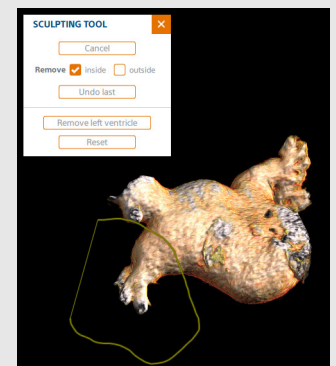 SCULPTING TOOL
Cancel
Remove inside outside
Undo last
Remove left ventricle
Reset